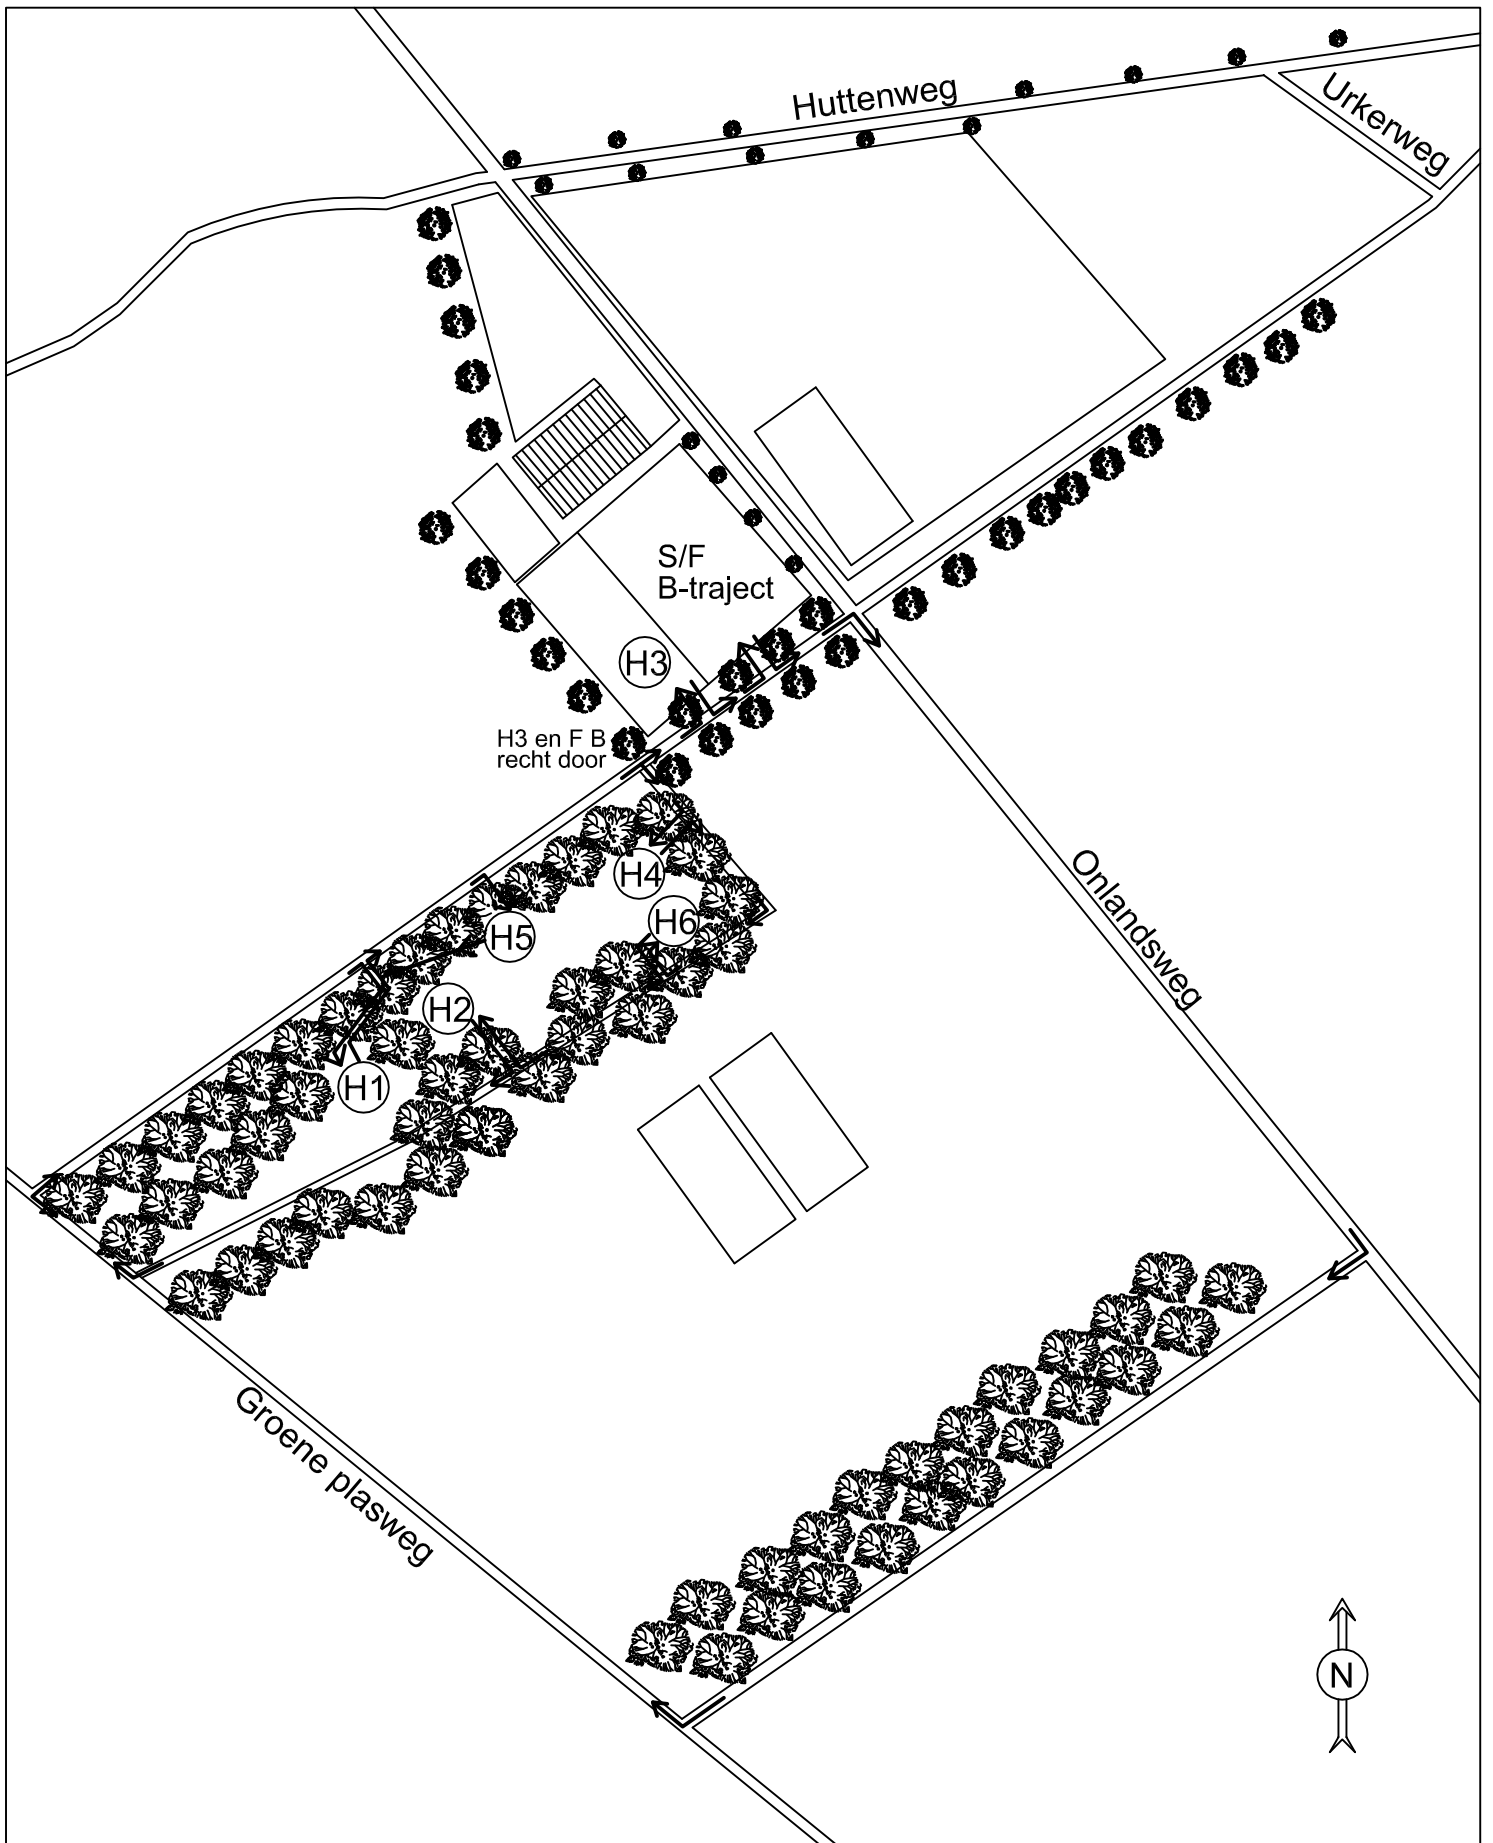 Huttenweg
Urkerweg
S/F
B-traject
H3
H3 en F B
recht door
H4
H6
H5
H2
H1
Onlandsweg
Groene plasweg
N